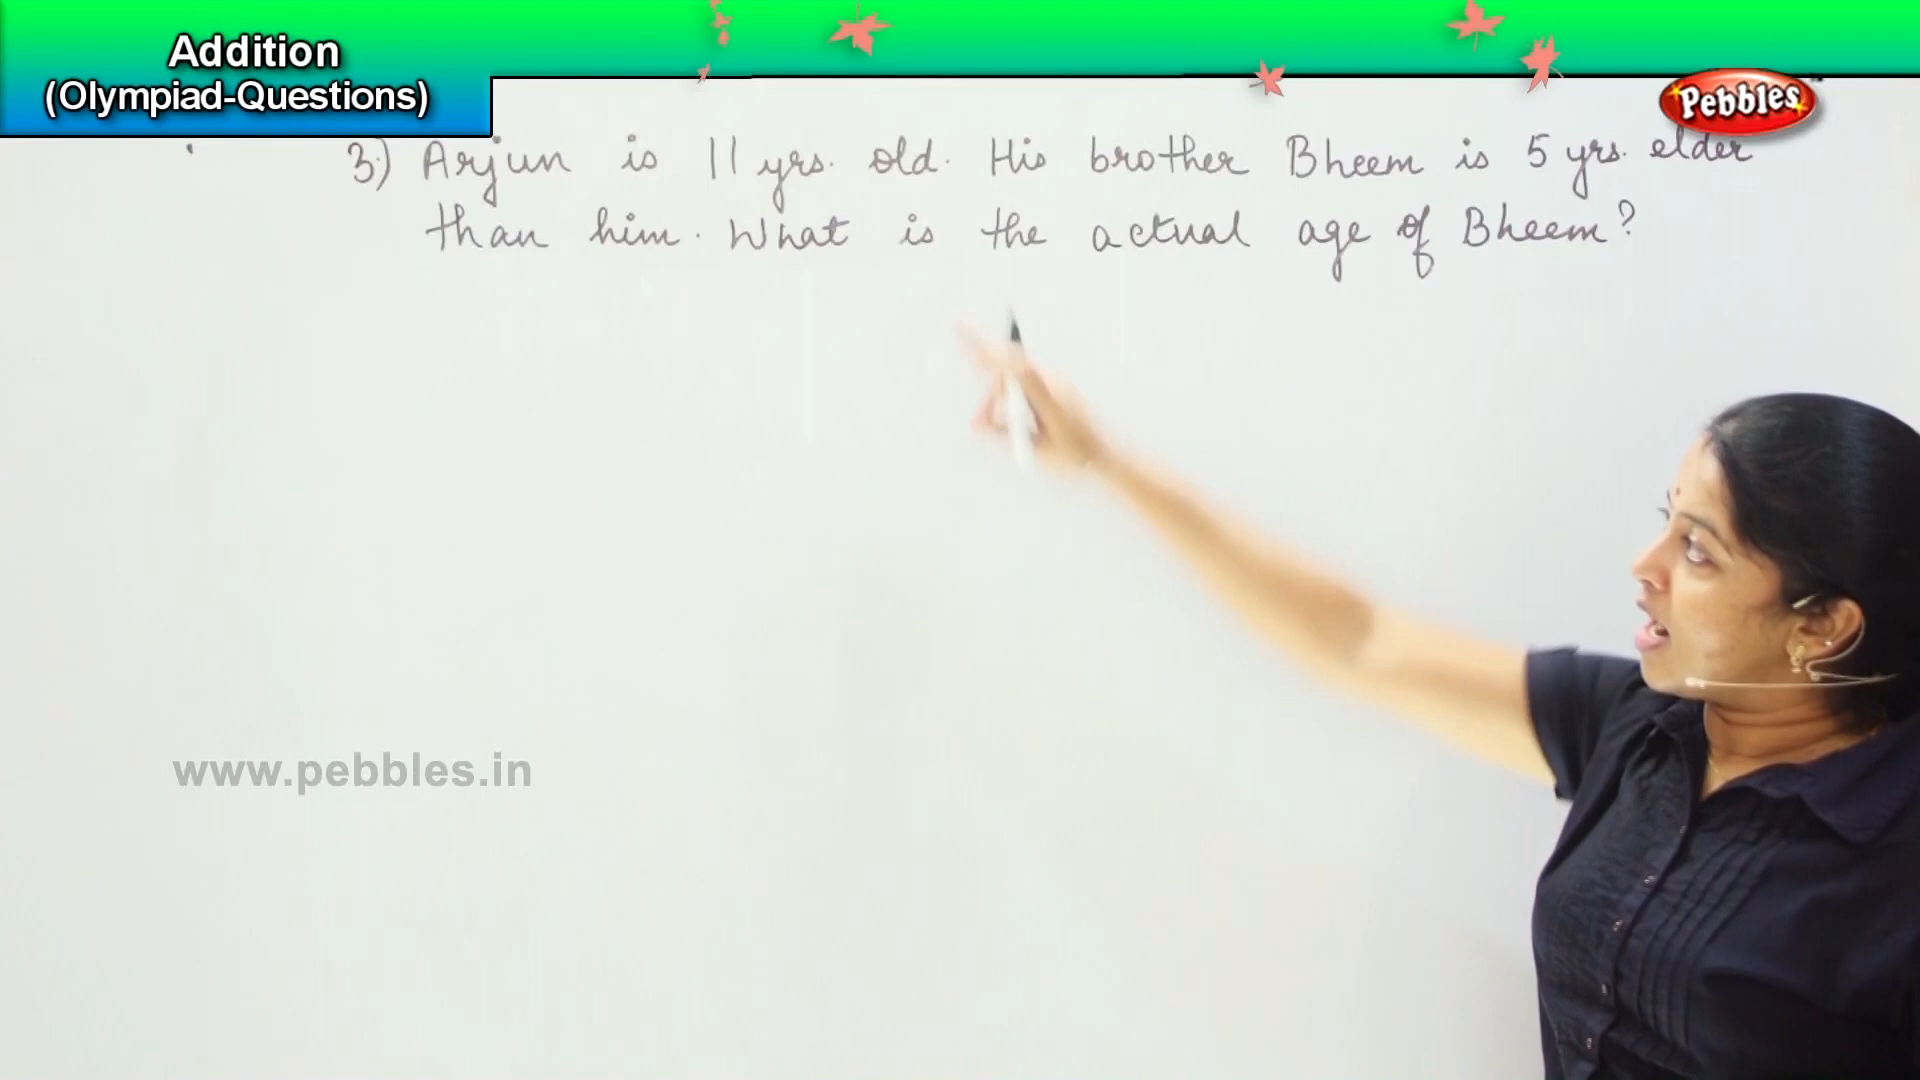 Addition
(Olympiad-Questions)
Pebbles
3) Arjun is 11 yrs. old. His brother Bheem is 5 yrs. elder
than him. What is the actual age of Bheem?
www.pebbles.in